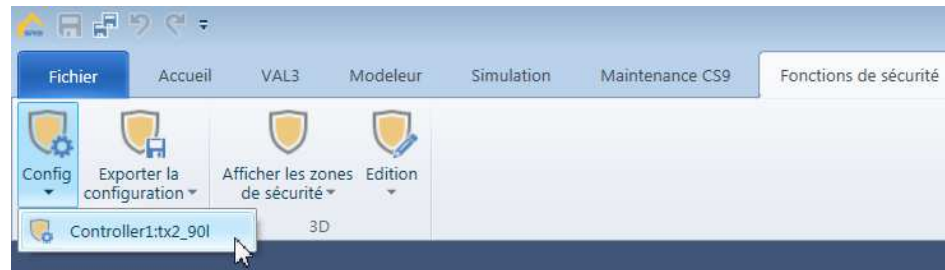 Fichier Accueil VAL3 Modeleur Simulation Maintenance CS9 Fonctions de sécurité
Config Exporter la configuration Afficher les zones de sécurité Edition
Controller1:tx2_90l 3D